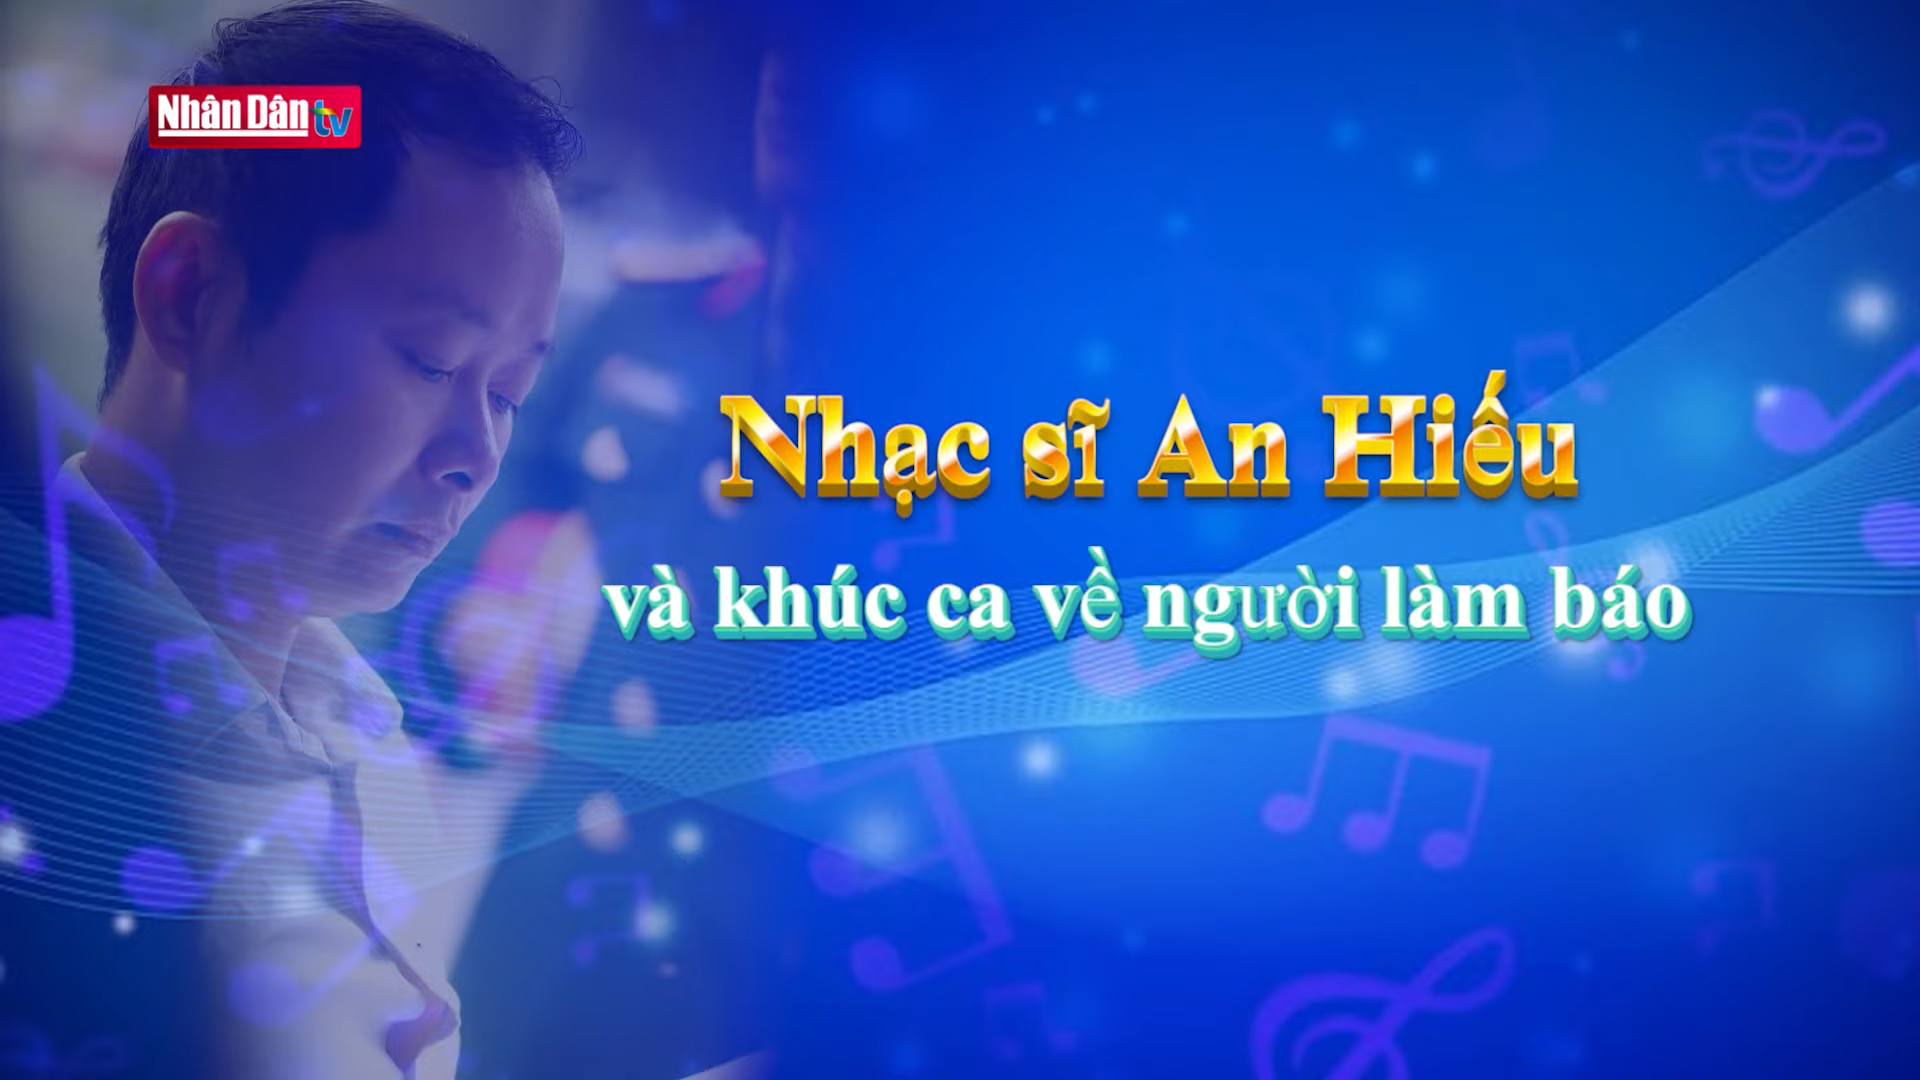 Nhân Dân tv
Nhạc sĩ An Hiếu
và khúc ca về người làm báo